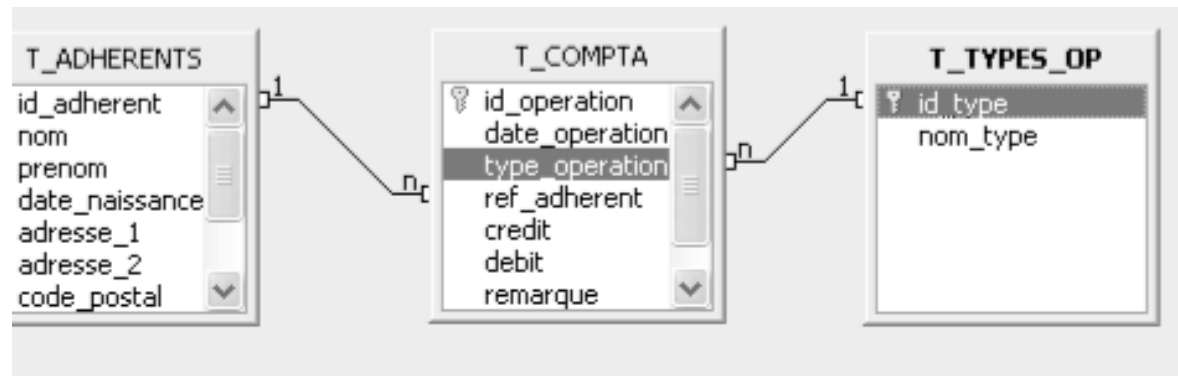 T_ADHERENTS
id_adherent
nom
prenom
date_naissance
adresse_1
adresse_2
code_postal
1
n
T_COMPTA
id_operation
date_operation
type_operation
ref_adherent
credit
debit
remarque
n
1
T_TYPES_OP
id_type
nom_type